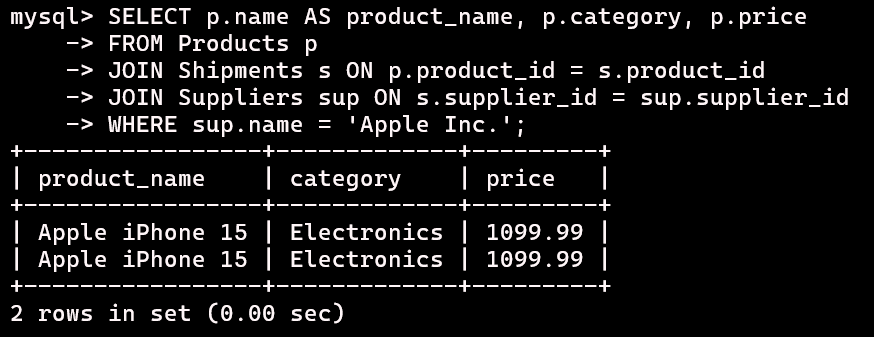 mysql> SELECT p.name AS product_name, p.category, p.price
    -> FROM Products p
    -> JOIN Shipments s ON p.product_id = s.product_id
    -> JOIN Suppliers sup ON s.supplier_id = sup.supplier_id
    -> WHERE sup.name = 'Apple Inc.';
+-----------------+-------------+---------+
| product_name    | category    | price   |
+-----------------+-------------+---------+
| Apple iPhone 15 | Electronics | 1099.99 |
| Apple iPhone 15 | Electronics | 1099.99 |
+-----------------+-------------+---------+
2 rows in set (0.00 sec)